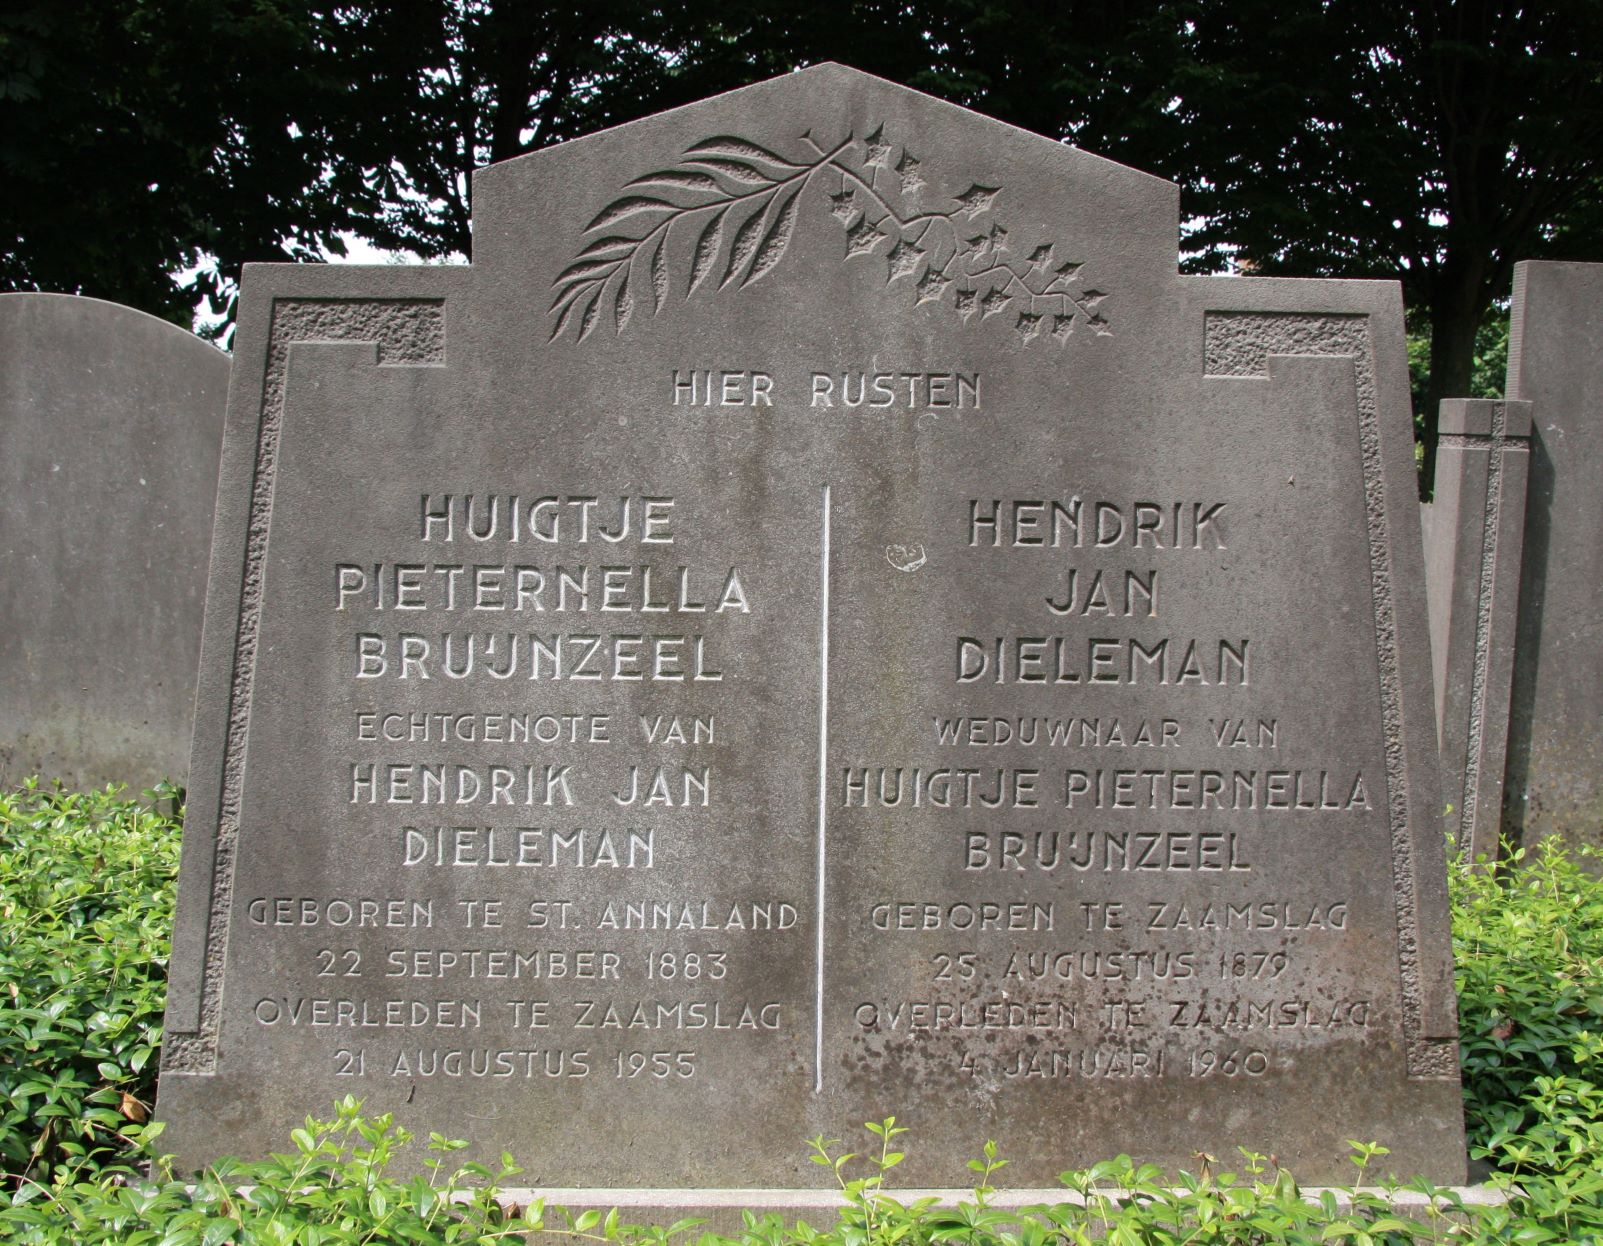 HIER RUSTEN
HUIGTJE
PIETERNELLA
BRUIJNZEEL
ECHTGENOTE VAN
HENDRIK JAN
DIELEMAN
GEBOREN TE ST. ANNALAND
22 SEPTEMBER 1883
OVERLEDEN TE ZAAMSLAG
21 AUGUSTUS 1955
HENDRIK
JAN
DIELEMAN
WEDUWNAAR VAN
HUIGTJE PIETERNELLA
BRUIJNZEEL
GEBOREN TE ZAAMSLAG
25 AUGUSTUS 1879
OVERLEDEN TE ZAAMSLAG
4 JANUARI 1960